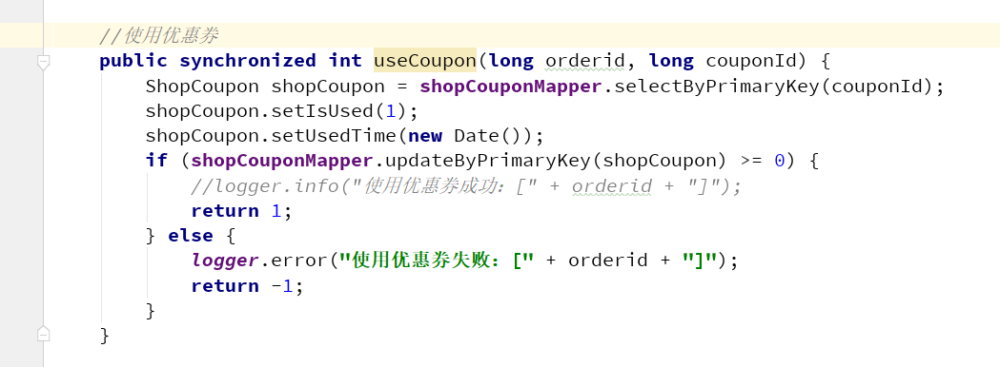 //使用优惠券
public synchronized int useCoupon(long orderid, long couponId) {
ShopCoupon shopCoupon = shopCouponMapper.selectByPrimaryKey(couponId);
shopCoupon.setIsUsed(1);
shopCoupon.setUsedTime(new Date());
if (shopCouponMapper.updateByPrimaryKey(shopCoupon) >= 0) {
//logger.info("使用优惠券成功：[" + orderid + "]");
return 1;
} else {
logger.error("使用优惠券失败：[" + orderid + "]");
return -1;
}
}